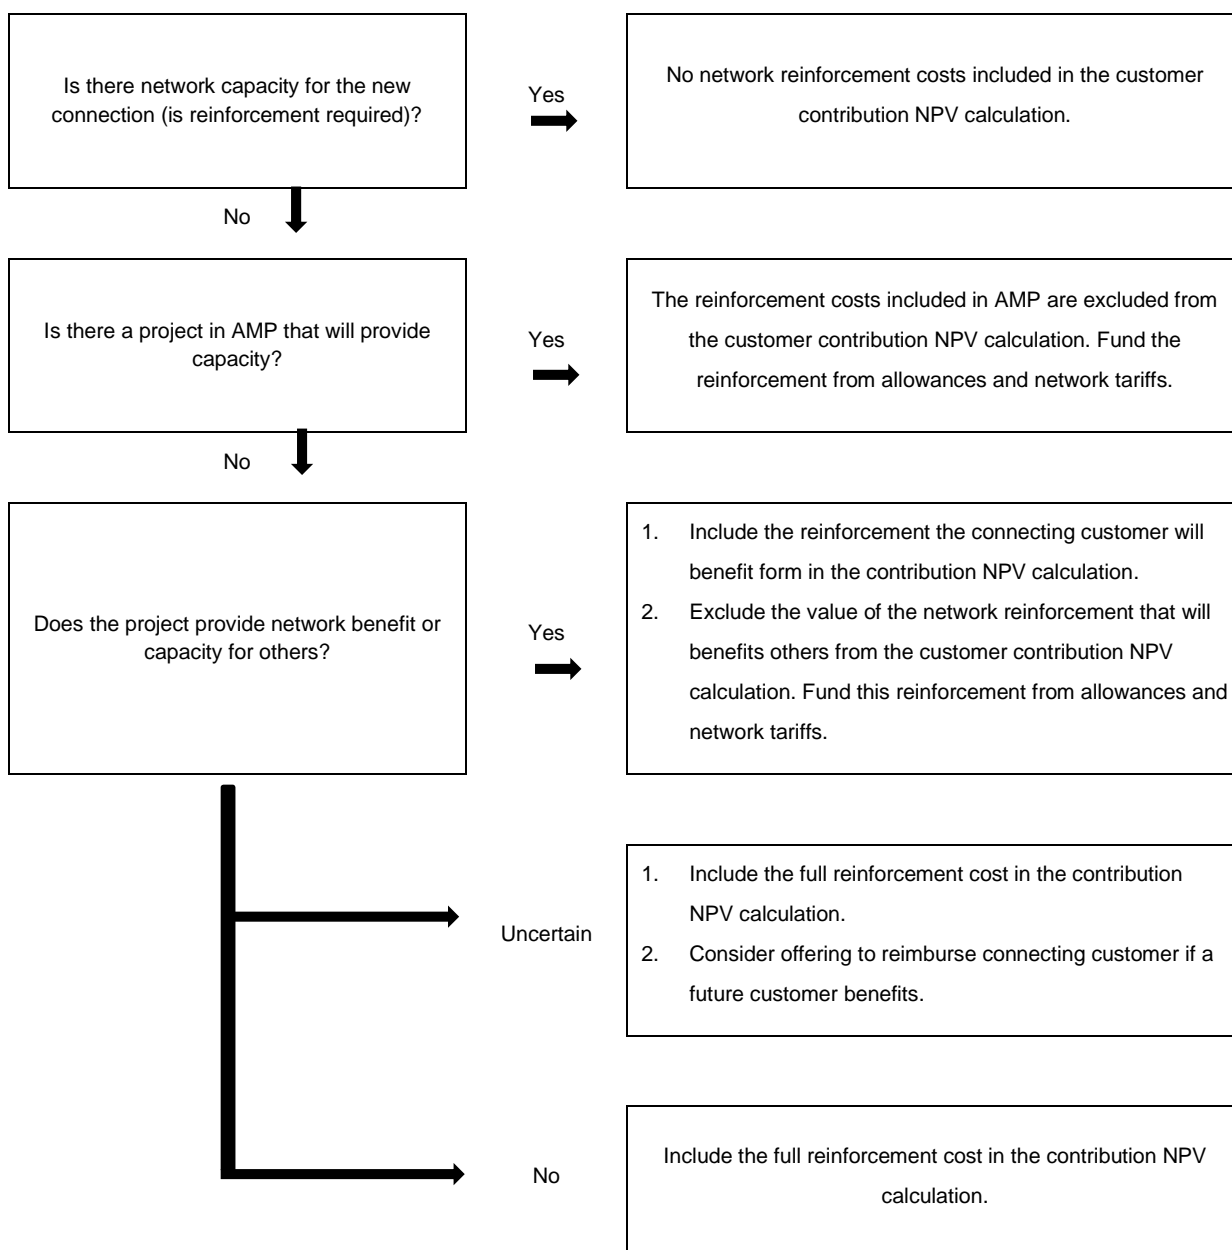 Is there network capacity for the new
connection (is reinforcement required)?
Yes
No network reinforcement costs included in the customer
contribution NPV calculation.
No
Is there a project in AMP that will provide
capacity?
Yes
The reinforcement costs included in AMP are excluded from
the customer contribution NPV calculation. Fund the
reinforcement from allowances and network tariffs.
No
Does the project provide network benefit or
capacity for others?
Yes
1. Include the reinforcement the connecting customer will
benefit form in the contribution NPV calculation.
2. Exclude the value of the network reinforcement that will
benefits others from the customer contribution NPV
calculation. Fund this reinforcement from allowances and
network tariffs.
Uncertain
1. Include the full reinforcement cost in the contribution
NPV calculation.
2. Consider offering to reimburse connecting customer if a
future customer benefits.
No
Include the full reinforcement cost in the contribution NPV
calculation.